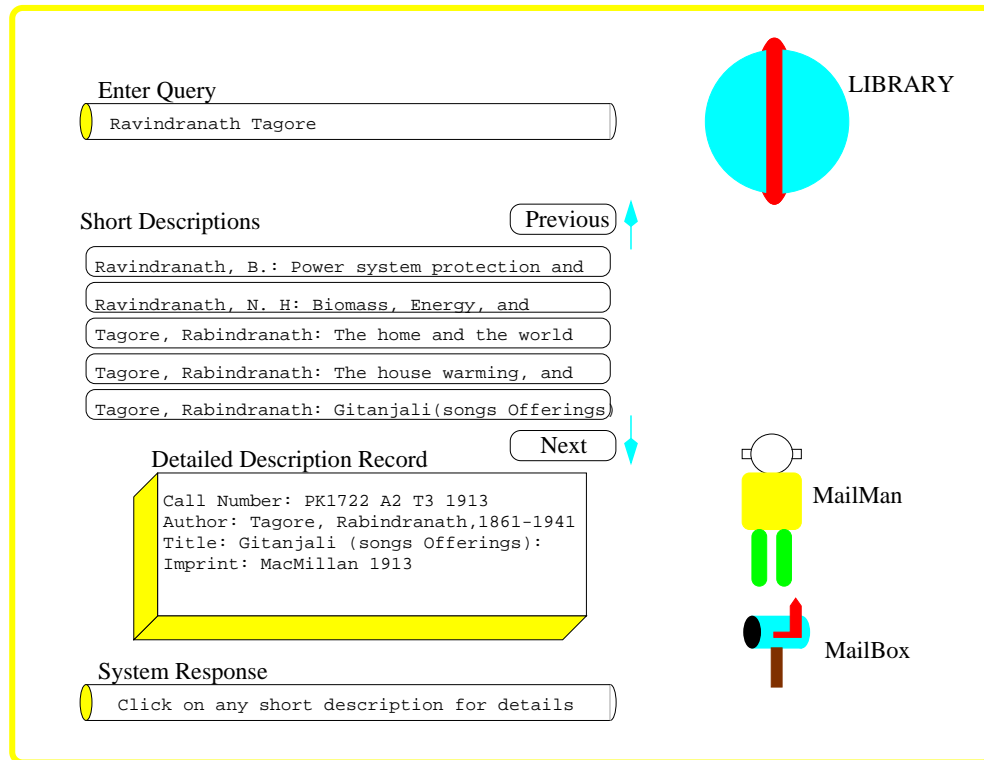 LIBRARY
Enter Query
Ravindranath Tagore
Short Descriptions
Previous
Ravindranath, B.: Power system protection and
Ravindranath, N. H: Biomass, Energy, and
Tagore, Rabindranath: The home and the world
Tagore, Rabindranath: The house warming, and
Tagore, Rabindranath: Gitanjali(songs Offerings)
Next
Detailed Description Record
Call Number: PK1722 A2 T3 1913
Author: Tagore, Rabindranath,1861-1941
Title: Gitanjali (songs Offerings):
Imprint: MacMillan 1913
MailMan
MailBox
System Response
Click on any short description for details